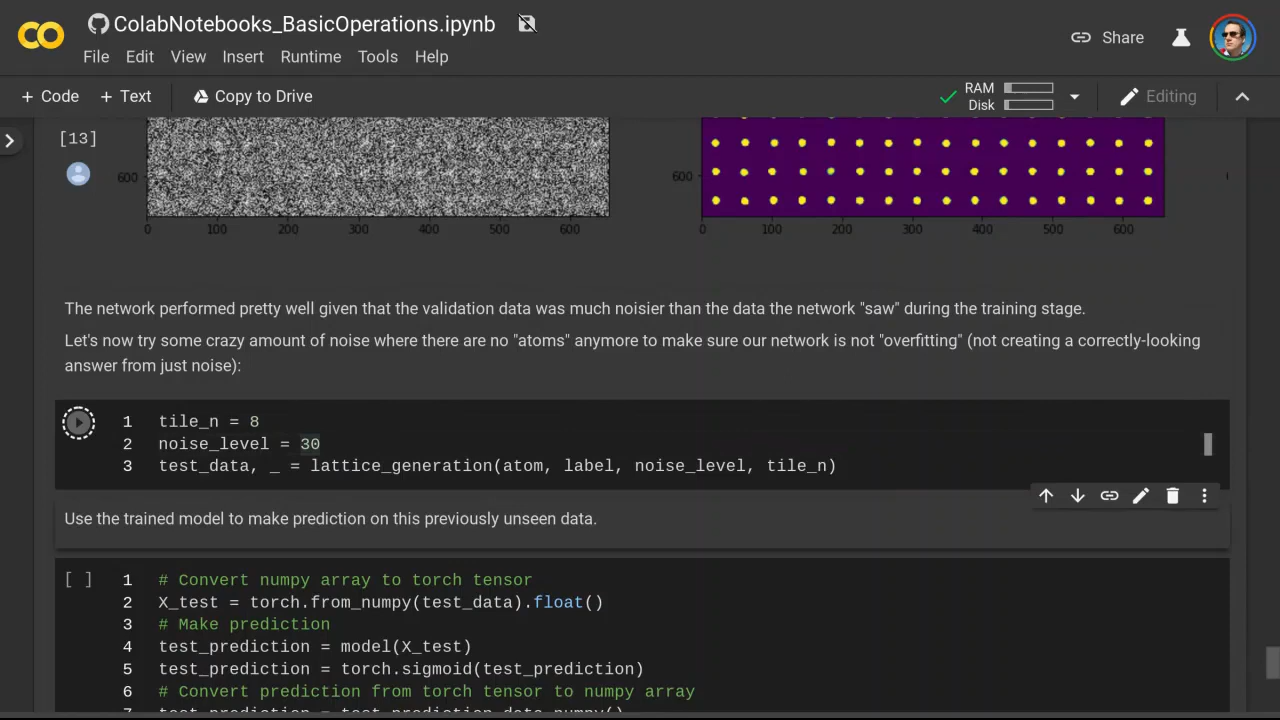 ColabNotebooks_BasicOperations.ipynb
File Edit View Insert Runtime Tools Help
Share
+ Code + Text Copy to Drive
RAM
Disk
Editing
[13]
600
0 100 200 300 400 500 600
600
0 100 200 300 400 500 600
The network performed pretty well given that the validation data was much noisier than the data the network "saw" during the training stage.
Let's now try some crazy amount of noise where there are no "atoms" anymore to make sure our network is not "overfitting" (not creating a correctly-looking
answer from just noise):
1 tile_n = 8
2 noise_level = 30
3 test_data, _ = lattice_generation(atom, label, noise_level, tile_n)
Use the trained model to make prediction on this previously unseen data.
[ ] 1 # Convert numpy array to torch tensor
2 X_test = torch.from_numpy(test_data).float()
3 # Make prediction
4 test_prediction = model(X_test)
5 test_prediction = torch.sigmoid(test_prediction)
6 # Convert prediction from torch tensor to numpy array
7 test_prediction = test_prediction.data.numpy()